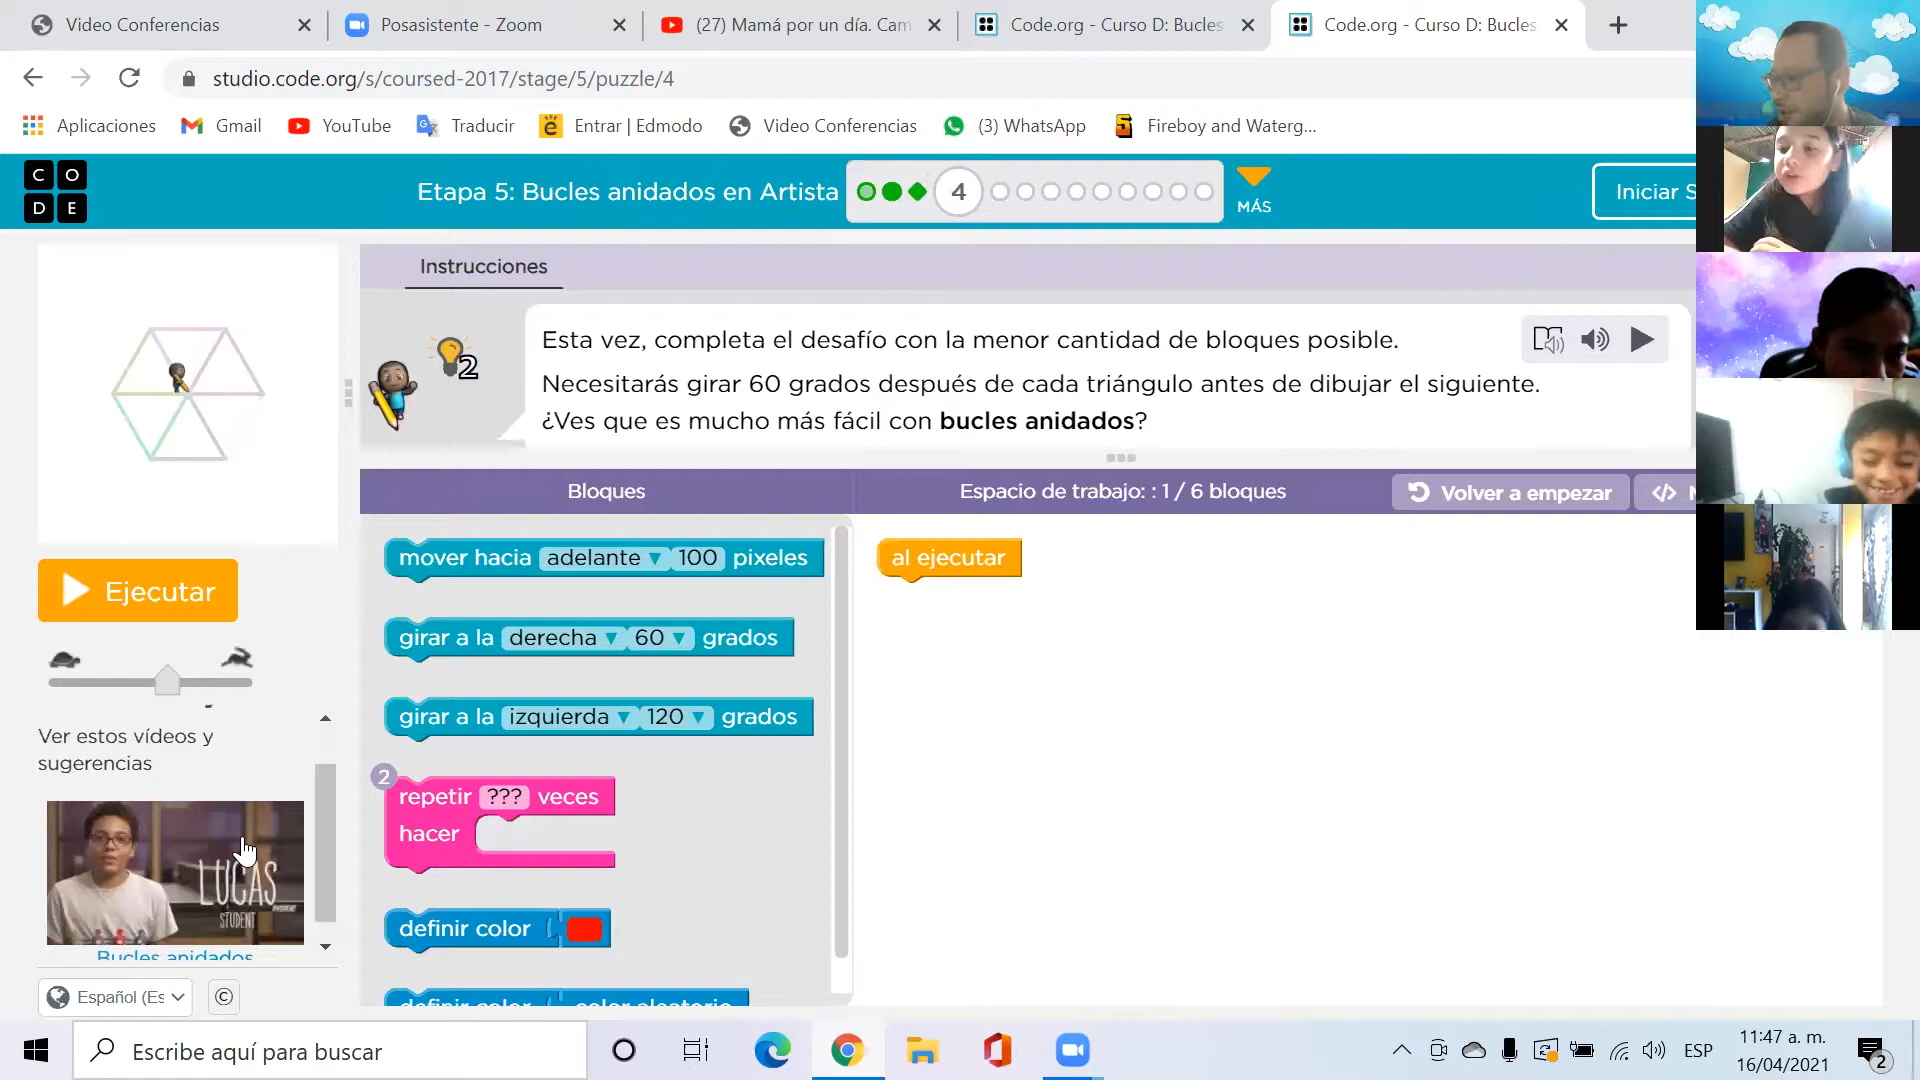 Video Conferencias
Posasistente - Zoom
(27) Mamá por un día. Cam
Code.org - Curso D: Bucles
Code.org - Curso D: Bucles
studio.code.org/s/coursed-2017/stage/5/puzzle/4
Aplicaciones
Gmail
YouTube
Traducir
Entrar | Edmodo
Video Conferencias
(3) WhatsApp
Fireboy and Waterg...
C O
D E
Etapa 5: Bucles anidados en Artista
4
MÁS
Iniciar S
Instrucciones
2
Esta vez, completa el desafío con la menor cantidad de bloques posible.
Necesitarás girar 60 grados después de cada triángulo antes de dibujar el siguiente.
¿Ves que es mucho más fácil con bucles anidados?
Bloques
Espacio de trabajo: : 1 / 6 bloques
Volver a empezar
mover hacia adelante 100 pixeles
girar a la derecha 60 grados
girar a la izquierda 120 grados
2
repetir ??? veces
hacer
definir color
definir color color aleatorio
al ejecutar
Ejecutar
Ver estos vídeos y
sugerencias
LUCAS
STUDENT
Bucles anidados
Español (Es
©
Escribe aquí para buscar
ESP
11:47 a. m.
16/04/2021
2